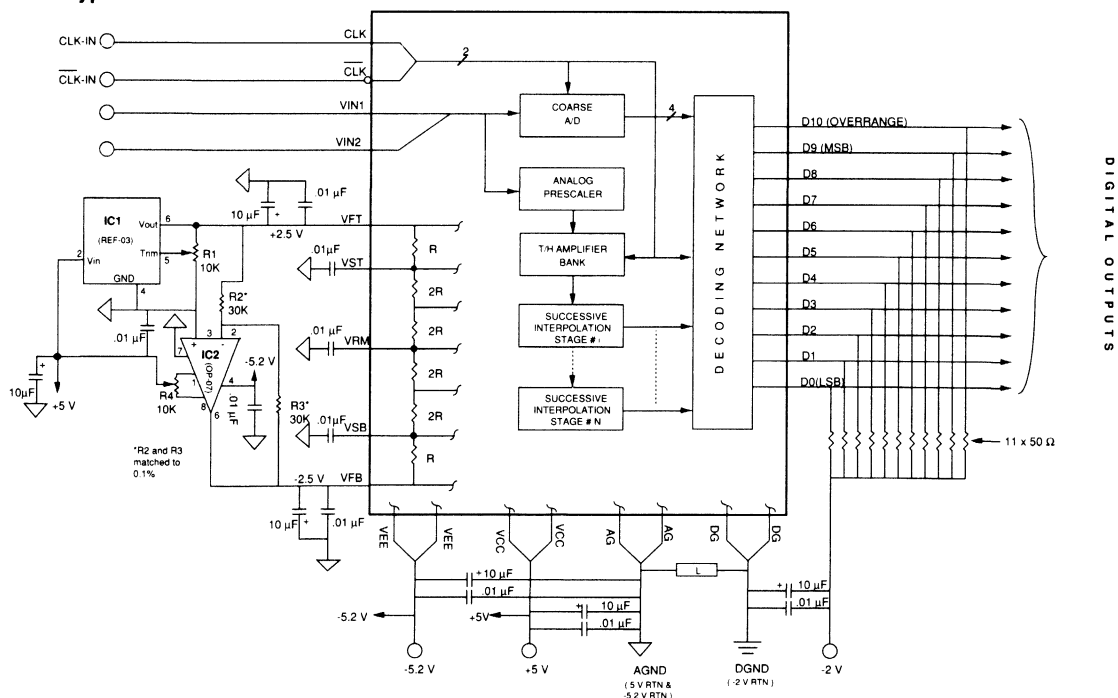 CLK-IN
CLK
CLK-IN
CLK
VIN1
VIN2
2
COARSE
A/D
4
ANALOG
PRESCALER
T/H AMPLIFIER
BANK
SUCCESSIVE
INTERPOLATION
STAGE # i
SUCCESSIVE
INTERPOLATION
STAGE # N
DECODING NETWORK
D10 (OVERRANGE)
D9 (MSB)
D8
D7
D6
D5
D4
D3
D2
D1
D0(LSB)
DIGITAL OUTPUTS
11 x 50 Ω
IC1
(REF-03)
Vout
6
Trim
5
2
Vin
GND
4
R1
10K
R2*
30K
10 µF
+
.01 µF
+2.5 V
VFT
.01µF
VST
.01 µF
VRM
.01µF
VSB
-2.5 V
VFB
R
2R
2R
2R
2R
R
.01 µF
+
10µF
+5 V
7
3
2
+
-
IC2
(OP-07)
1
8
6
4
-5.2 V
.01 µF
R4
10K
R3*
30K
*R2 and R3
matched to
0.1%
10 µF
+
.01 µF
VEE
VEE
VCC
VCC
AG
AG
DG
DG
L
+
10 µF
.01 µF
+
10 µF
.01 µF
+
10 µF
.01 µF
-5.2 V
+5V
-5.2 V
+5 V
AGND
(5 V RTN &
-5.2 V RTN)
DGND
(-2 V RTN)
-2 V